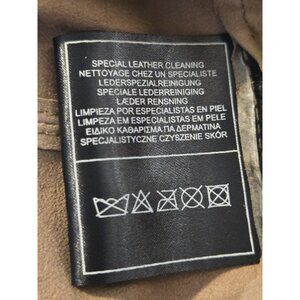 SPECIAL LEATHER CLEANING
NETTOYAGE CHEZ UN SPECIALISTE
LEDERSPEZIALREINIGUNG
SPECIALE LEDERREINIGING
LÆDER RENSNING
LIMPIEZA POR ESPECIALISTAS EN PIEL
LIMPEZA EM ESPECIALISTAS EM PELE
ΕΙΔΙΚΟ ΚΑΘΑΡΙΣΜΑ ΓΙΑ ΔΕΡΜΑΤΙΝΑ
SPECJALISTYCZNE CZYSZENIE SKÓR